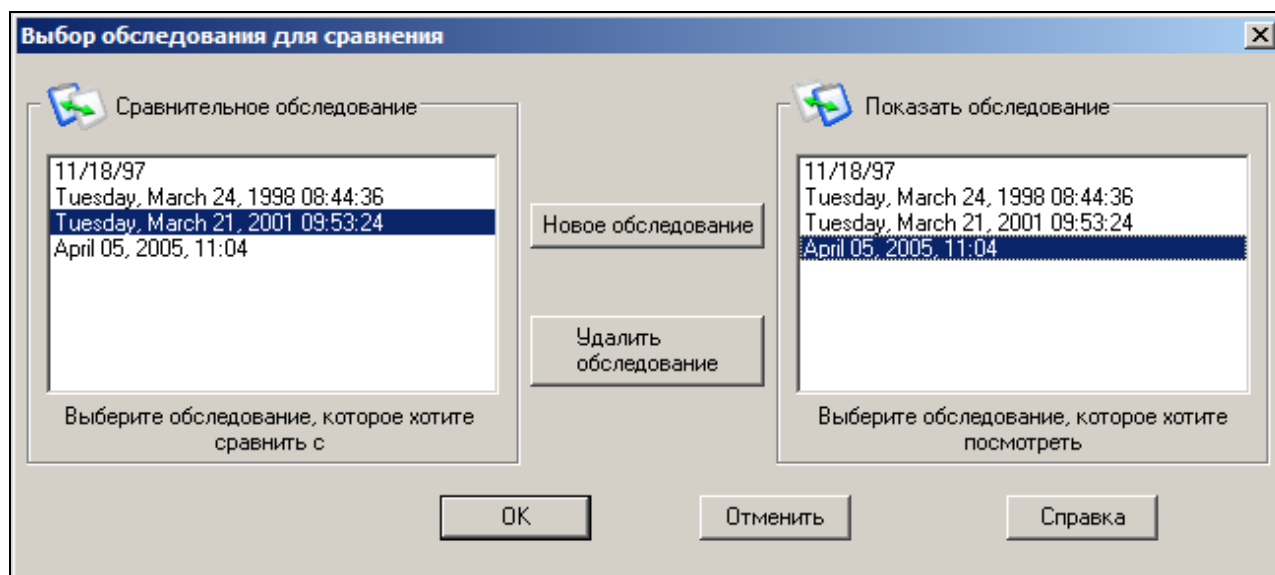 Выбор обследования для сравнения
Сравнительное обследование
11/18/97
Tuesday, March 24, 1998 08:44:36
Tuesday, March 21, 2001 09:53:24
April 05, 2005, 11:04
Выберите обследование, которое хотите
сравнить с
Новое обследование
Удалить
обследование
Показать обследование
11/18/97
Tuesday, March 24, 1998 08:44:36
Tuesday, March 21, 2001 09:53:24
April 05, 2005, 11:04
Выберите обследование, которое хотите
посмотреть
OK
Отменить
Справка